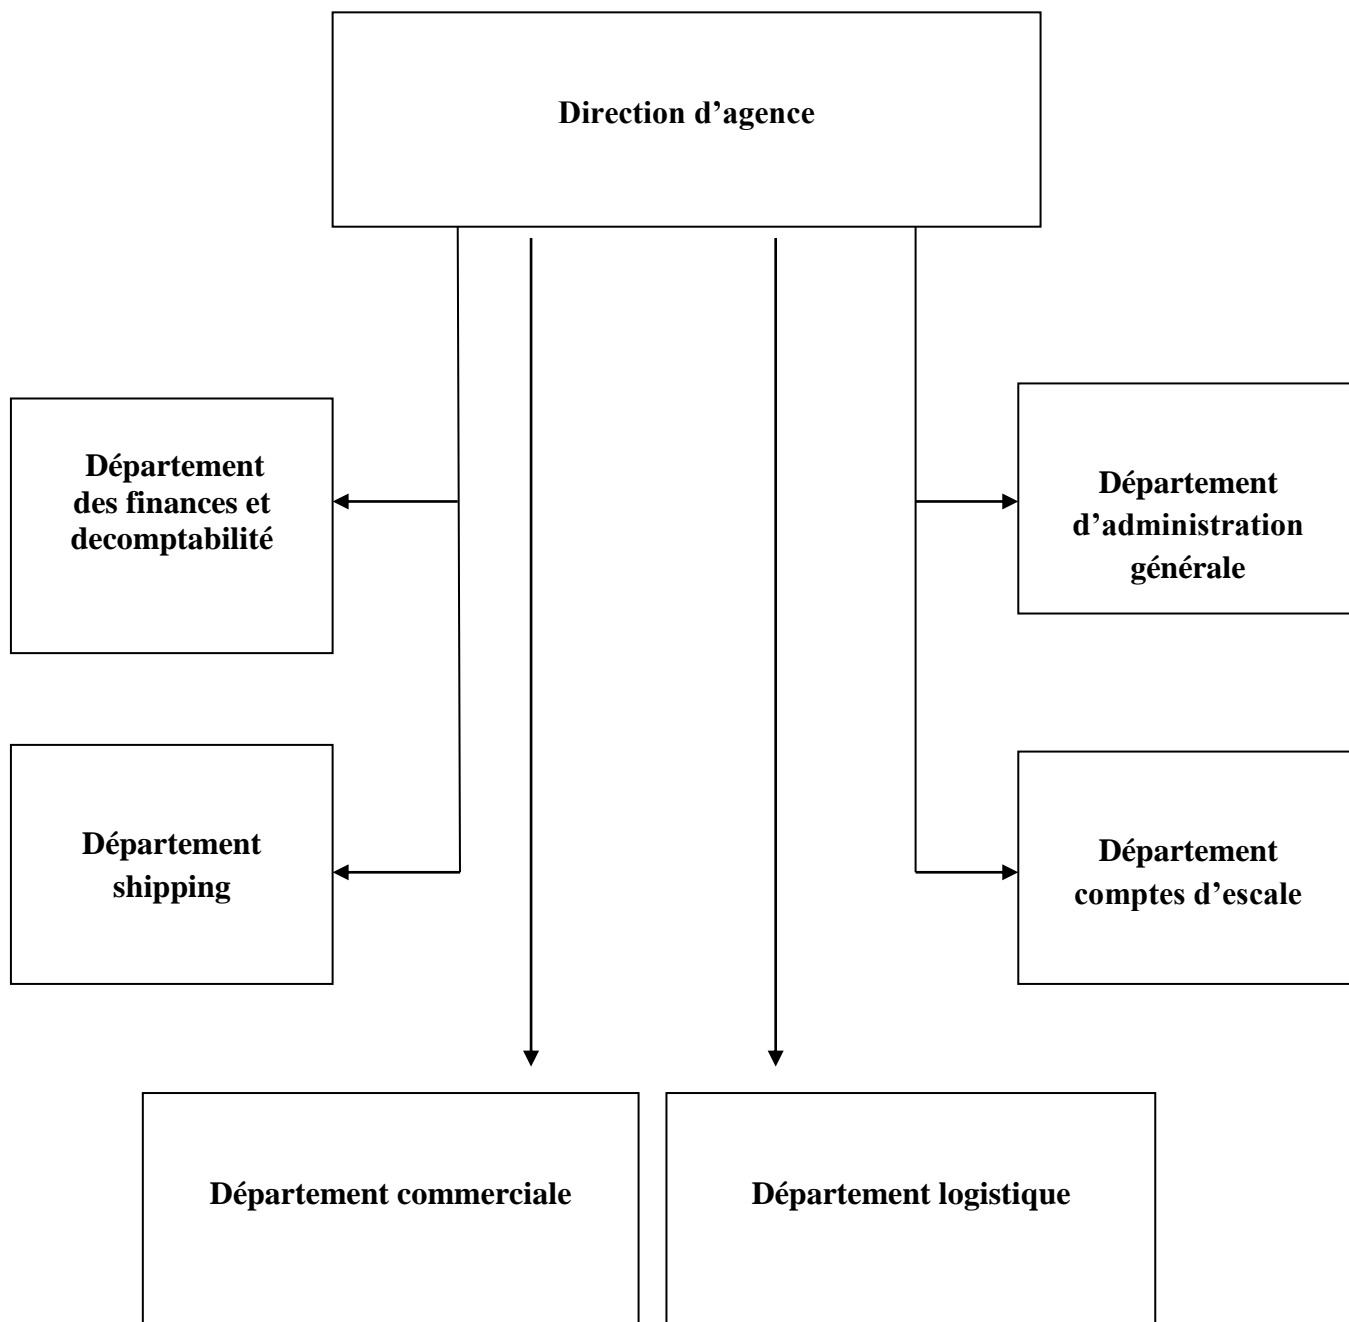 Direction d’agence
Département
des finances et
decomptabilité
Département
d’administration
générale
Département
shipping
Département
comptes d’escale
Département commerciale
Département logistique